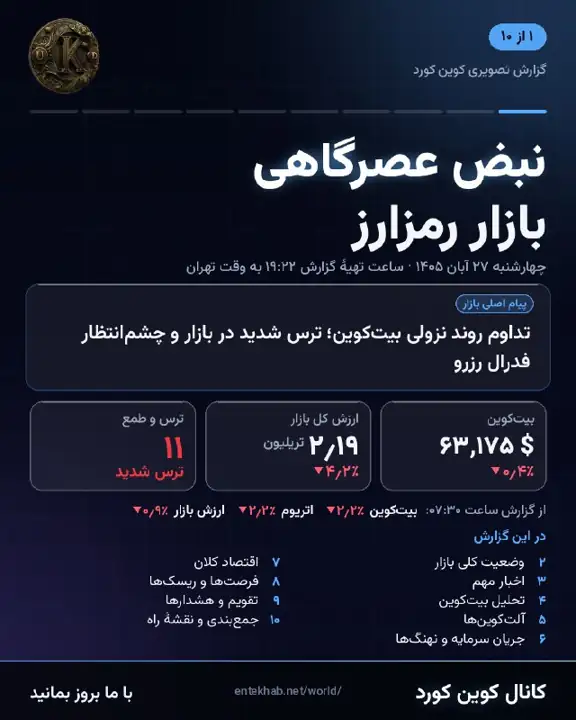 ۱ از ۱۰
گزارش تصویری کوین کورد
K
نبض عصرگاهی
بازار رمزارز
چهارشنبه ۲۷ آبان ۱۴۰۵ · ساعت تهیهٔ گزارش ۱۹:۲۲ به وقت تهران
پیام اصلی بازار
تداوم روند نزولی بیت‌کوین؛ ترس شدید در بازار و چشم‌انتظار
فدرال رزرو
بیت‌کوین
$ ۶۳,۱۷۵
۰٫۴٪▼
ارزش کل بازار
۲٫۱۹ تریلیون
۴٫۲٪▼
ترس و طمع
۱۱
ترس شدید
از گزارش ساعت ۰۷:۳۰: بیت‌کوین ۲٫۲٪▼ اتریوم ۲٫۲٪▼ ارزش بازار ۰٫۹٪▼
در این گزارش
۲ وضعیت کلی بازار
۳ اخبار مهم
۴ تحلیل بیت‌کوین
۵ آلت‌کوین‌ها
۶ جریان سرمایه و نهنگ‌ها
۷ اقتصاد کلان
۸ فرصت‌ها و ریسک‌ها
۹ تقویم و هشدارها
۱۰ جمع‌بندی و نقشهٔ راه
کانال کوین کورد
entekhab.net/world/
با ما بروز بمانید